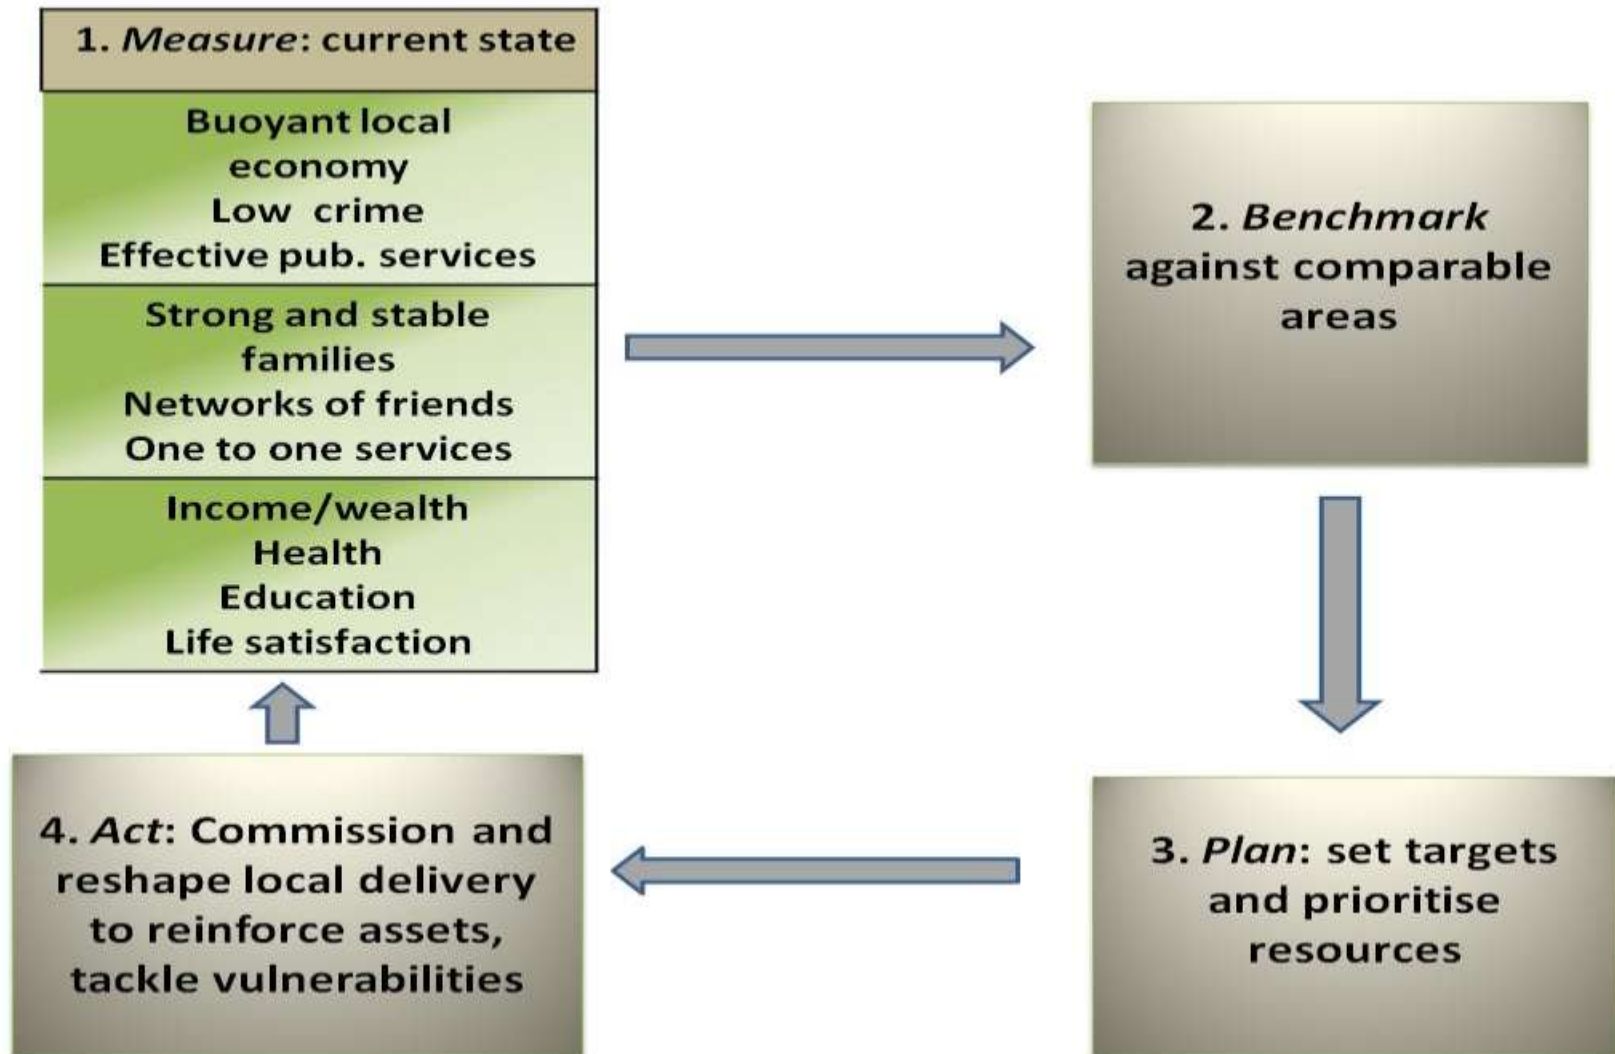 1. Measure: current state
Buoyant local
economy
Low crime
Effective pub. services
Strong and stable
families
Networks of friends
One to one services
Income/wealth
Health
Education
Life satisfaction
2. Benchmark
against comparable
areas
3. Plan: set targets
and prioritise
resources
4. Act: Commission and
reshape local delivery
to reinforce assets,
tackle vulnerabilities